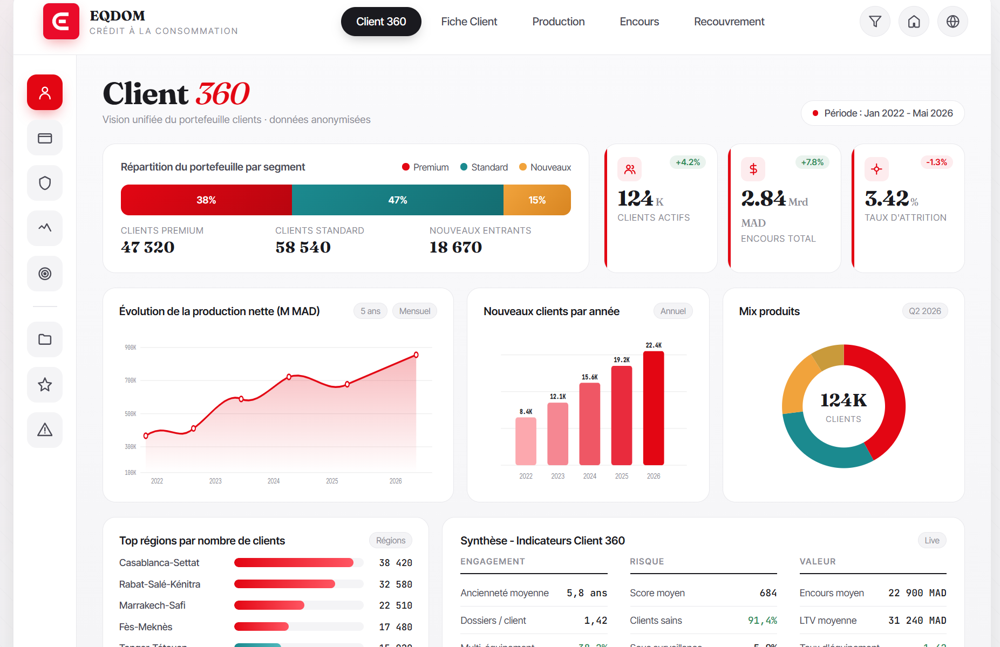 EQDOM
CRÉDIT À LA CONSOMMATION
Client 360
Fiche Client
Production
Encours
Recouvrement
Client 360
Vision unifiée du portefeuille clients · données anonymisées
Période : Jan 2022 - Mai 2026
Répartition du portefeuille par segment
Premium
Standard
Nouveaux
38%
47%
15%
CLIENTS PREMIUM
47 320
CLIENTS STANDARD
58 540
NOUVEAUX ENTRANTS
18 670
+4.2%
124 K
CLIENTS ACTIFS
+7.8%
2.84 Mrd
MAD
ENCOURS TOTAL
-1.3%
3.42 %
TAUX D'ATTRITION
Évolution de la production nette (M MAD)
5 ans
Mensuel
900K
700K
500K
300K
100K
2022
2023
2024
2025
2026
Nouveaux clients par année
Annuel
8.4K
12.1K
15.6K
19.2K
22.4K
2022
2023
2024
2025
2026
Mix produits
Q2 2026
124K
CLIENTS
Top régions par nombre de clients
Régions
Casablanca-Settat 38 420
Rabat-Salé-Kénitra 32 580
Marrakech-Safi 22 510
Fès-Meknès 17 480
Synthèse - Indicateurs Client 360
Live
ENGAGEMENT
Ancienneté moyenne 5,8 ans
Dossiers / client 1,42
RISQUE
Score moyen 684
Clients sains 91,4%
VALEUR
Encours moyen 22 900 MAD
LTV moyenne 31 240 MAD